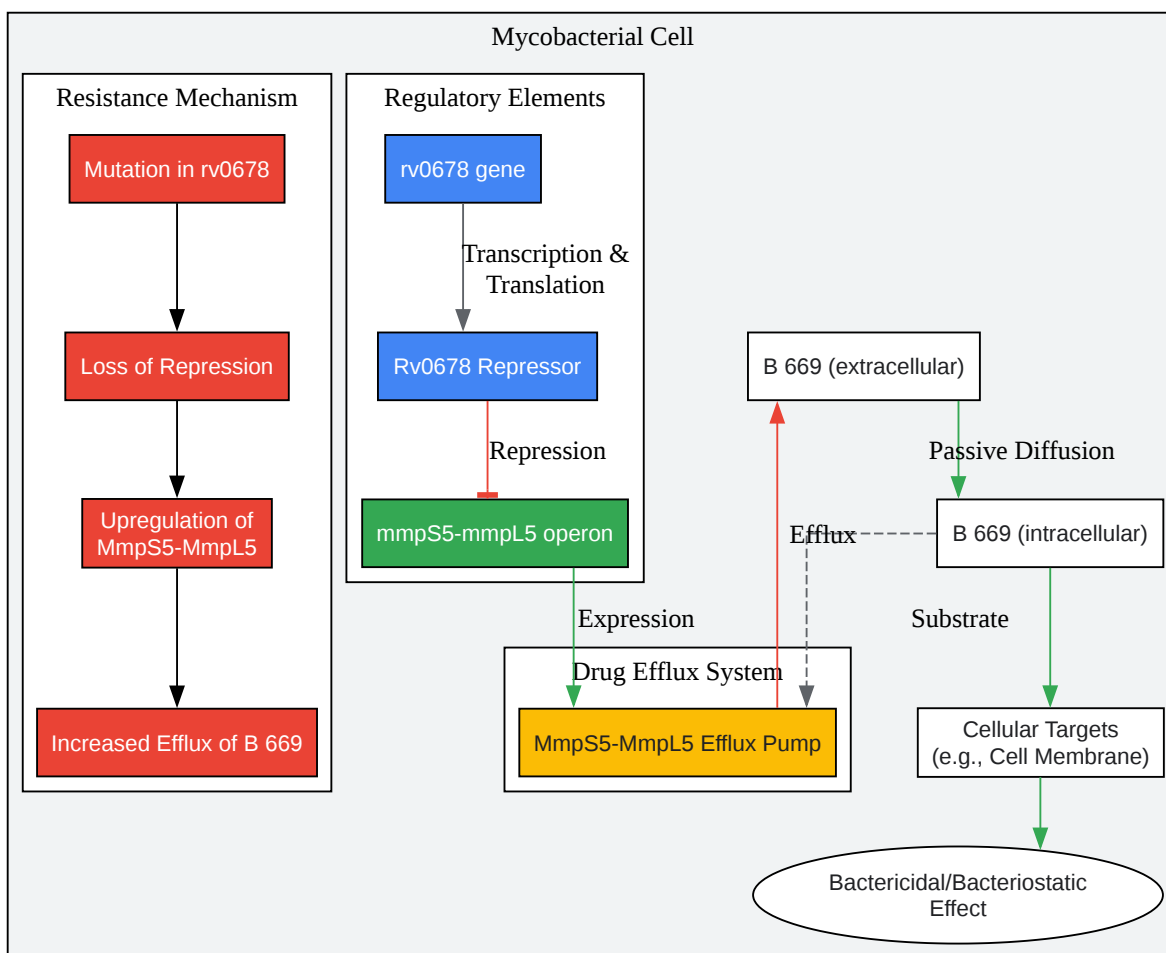 Mycobacterial Cell
Resistance Mechanism
Mutation in rv0678
Loss of Repression
Upregulation of
MmpS5-MmpL5
Increased Efflux of B 669
Regulatory Elements
rv0678 gene
Transcription &
Translation
Rv0678 Repressor
Repression
mmpS5-mmpL5 operon
Expression
Drug Efflux System
MmpS5-MmpL5 Efflux Pump
B 669 (extracellular)
Passive Diffusion
Efflux
B 669 (intracellular)
Substrate
Cellular Targets
(e.g., Cell Membrane)
Bactericidal/Bacteriostatic
Effect